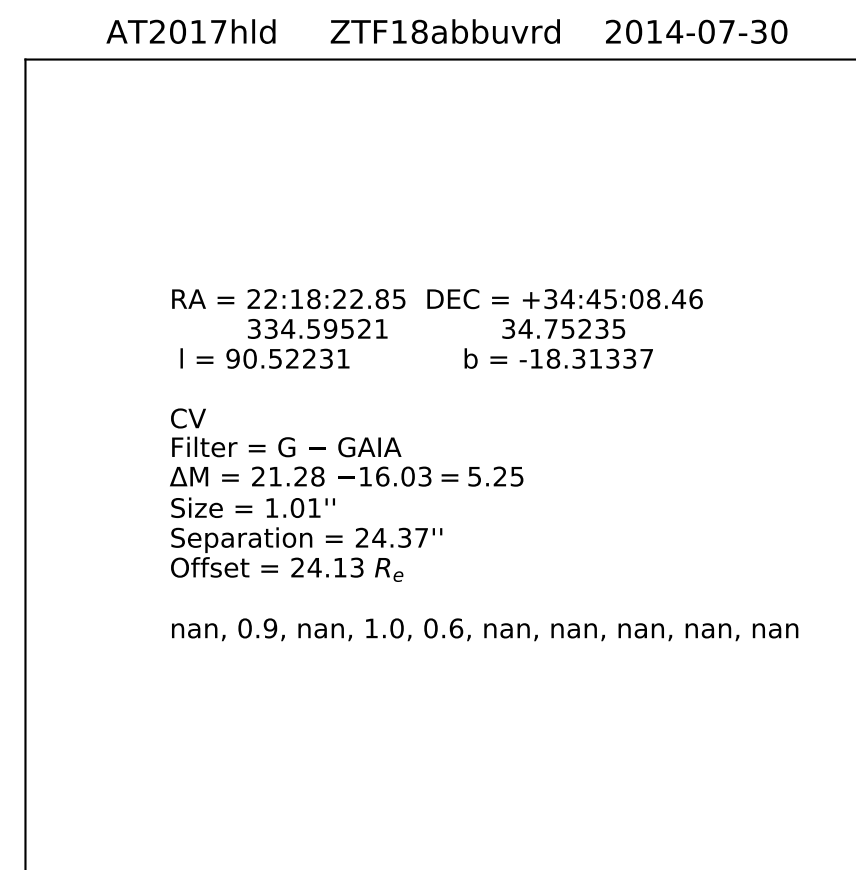 AT2017hld ZTF18abbuvrd 2014-07-30
RA = 22:18:22.85 DEC = +34:45:08.46
334.59521 34.75235
l = 90.52231 b = -18.31337
CV
Filter = G − GAIA
ΔM = 21.28 −16.03 = 5.25
Size = 1.01''
Separation = 24.37''
Offset = 24.13 Re
nan, 0.9, nan, 1.0, 0.6, nan, nan, nan, nan, nan